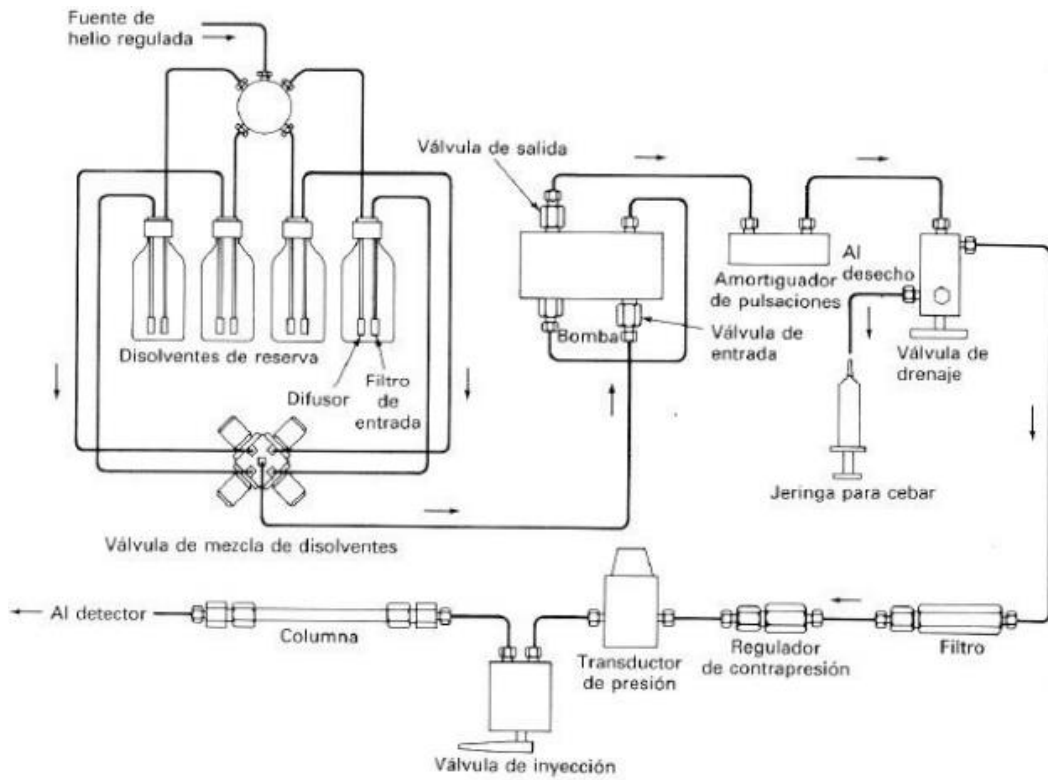 Fuente de
helio regulada
Válvula de salida
Al
desecho
Amortiguador
de pulsaciones
Bomba
Válvula de
entrada
Válvula de
drenaje
Disolventes de reserva
Difusor
Filtro
de
entrada
Jeringa para cebar
Válvula de mezcla de disolventes
Al detector
Columna
Transductor
de presión
Regulador
de contrapresión
Filtro
Válvula de inyección